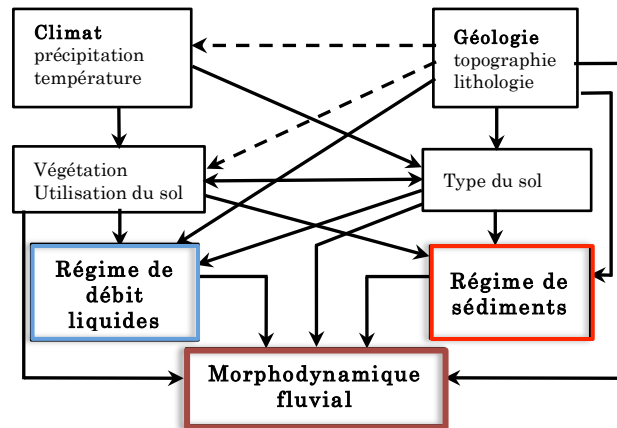 Climat
précipitation
température
Géologie
topographie
lithologie
Végétation
Utilisation du sol
Type du sol
Régime de
débit
liquides
Régime de
sédiments
Morphodynamique
fluvial